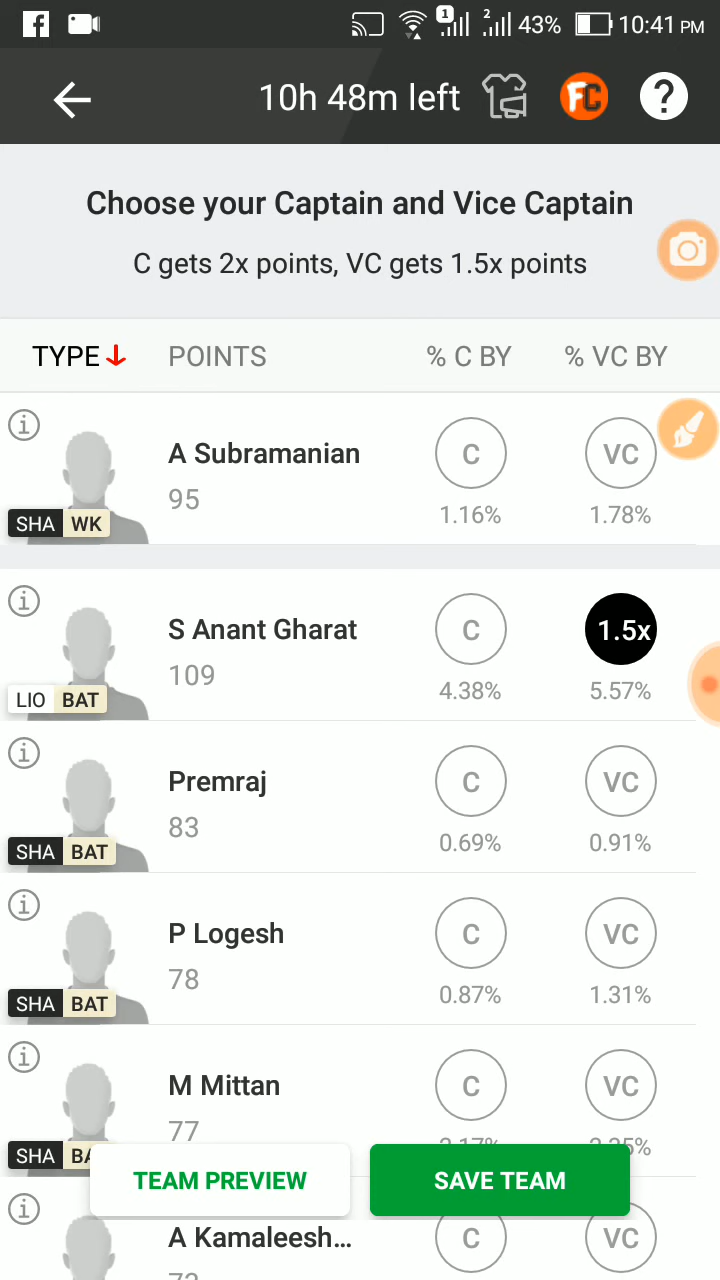 1 2 43% 10:41 PM
10h 48m left FC ?
Choose your Captain and Vice Captain
C gets 2x points, VC gets 1.5x points
TYPE POINTS % C BY % VC BY
A Subramanian C VC
95
SHA WK 1.16% 1.78%
S Anant Gharat C 1.5x
109
LIO BAT 4.38% 5.57%
Premraj C VC
83
SHA BAT 0.69% 0.91%
P Logesh C VC
78
SHA BAT 0.87% 1.31%
M Mittan C VC
77
SHA
TEAM PREVIEW SAVE TEAM
A Kamaleesh... C VC